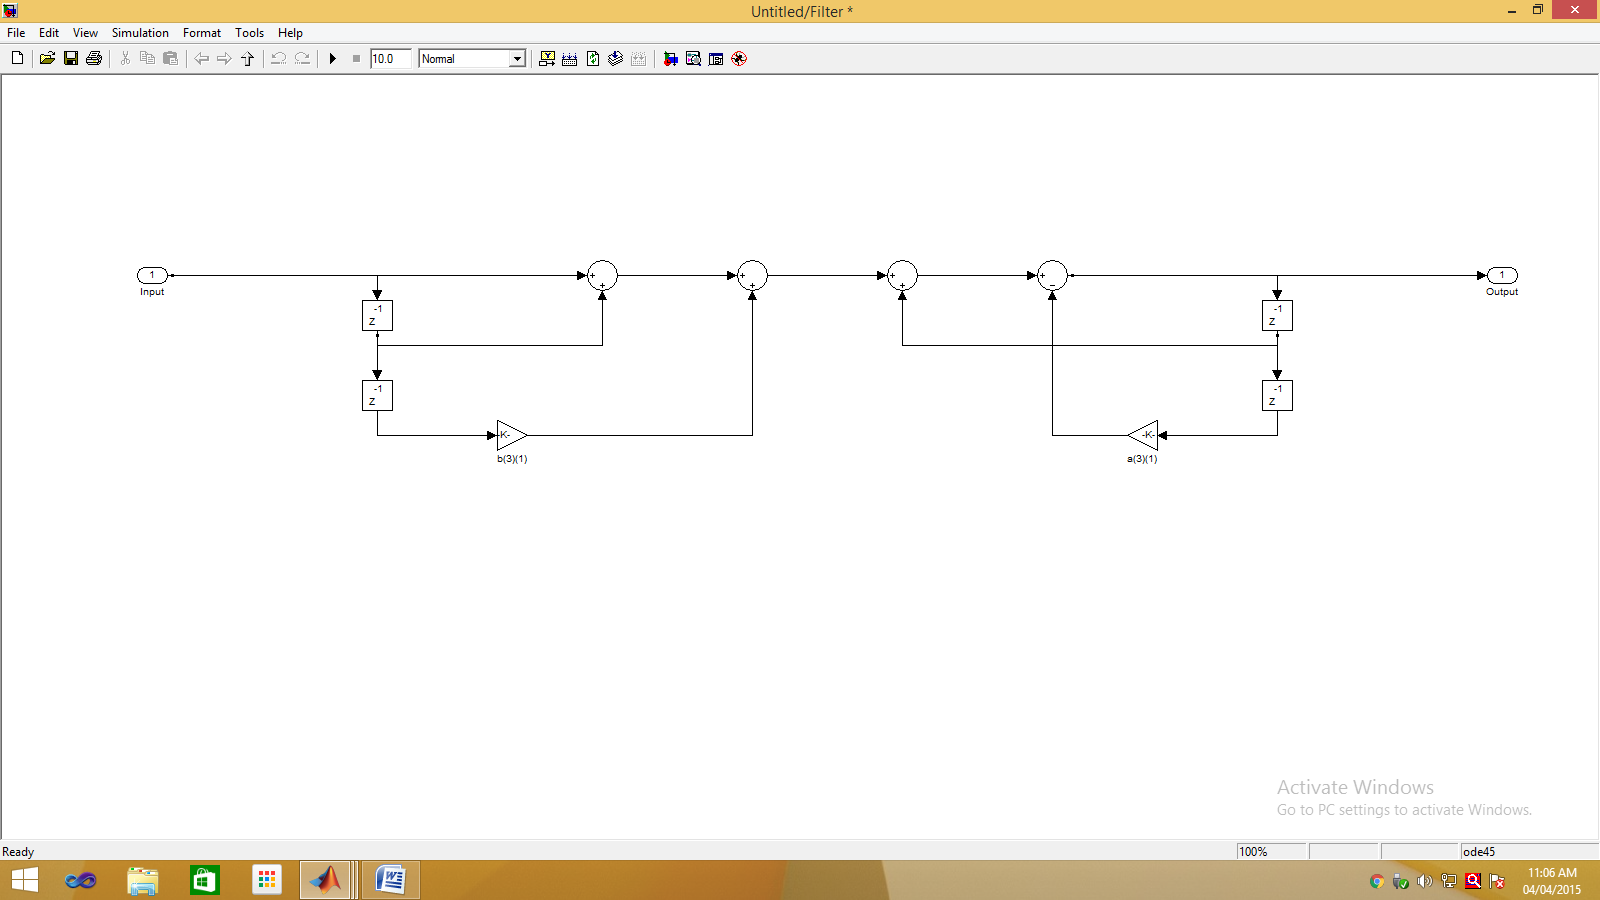 Untitled/Filter *
File Edit View Simulation Format Tools Help
10.0 Normal
1 + + + + 1
Input + + + − Output
-1 -1
z z
-1 -1
z z
-K- -K-
b(3)(1) a(3)(1)
Activate Windows
Go to PC settings to activate Windows.
Ready 100% ode45
11:06 AM
04/04/2015